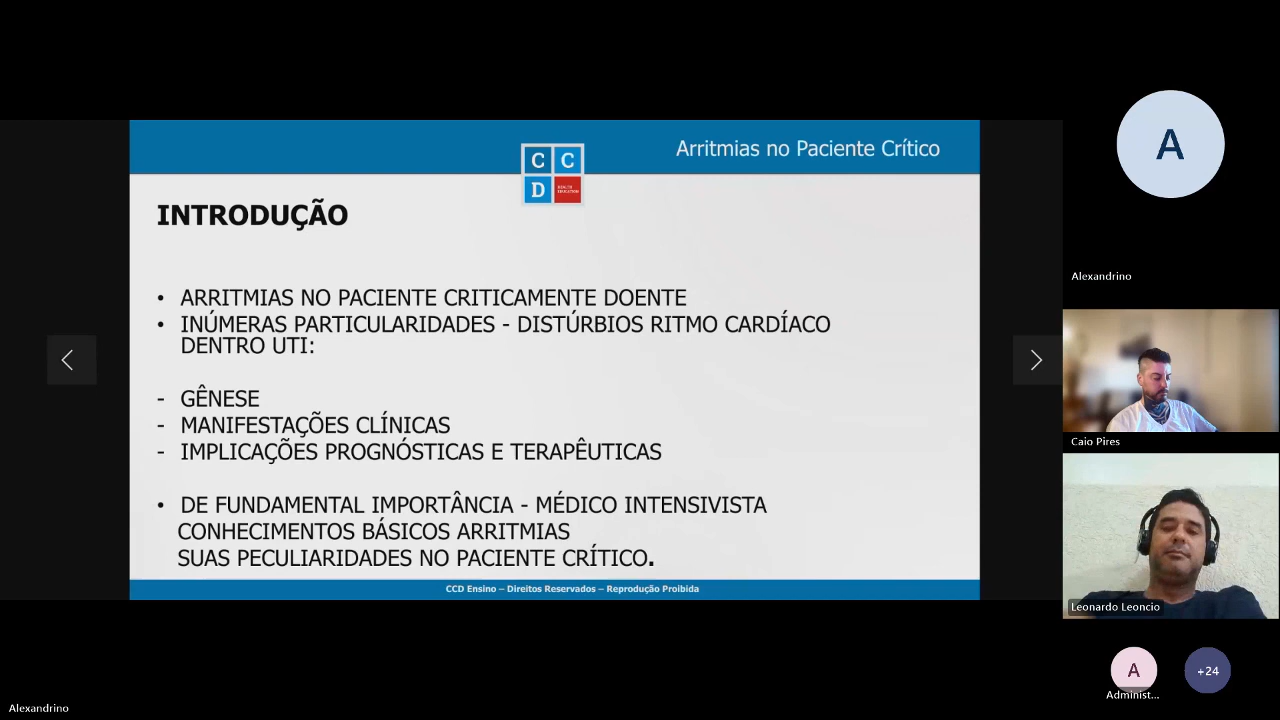 Arritmias no Paciente Crítico
C C
D HEALTH EDUCATION
INTRODUÇÃO
• ARRITMIAS NO PACIENTE CRITICAMENTE DOENTE
• INÚMERAS PARTICULARIDADES - DISTÚRBIOS RITMO CARDÍACO
DENTRO UTI:
- GÊNESE
- MANIFESTAÇÕES CLÍNICAS
- IMPLICAÇÕES PROGNÓSTICAS E TERAPÊUTICAS
• DE FUNDAMENTAL IMPORTÂNCIA - MÉDICO INTENSIVISTA
CONHECIMENTOS BÁSICOS ARRITMIAS
SUAS PECULIARIDADES NO PACIENTE CRÍTICO.
CCD Ensino – Direitos Reservados – Reprodução Proibida
A
Alexandrino
Caio Pires
Leonardo Leoncio
A
+24
Administ...
Alexandrino